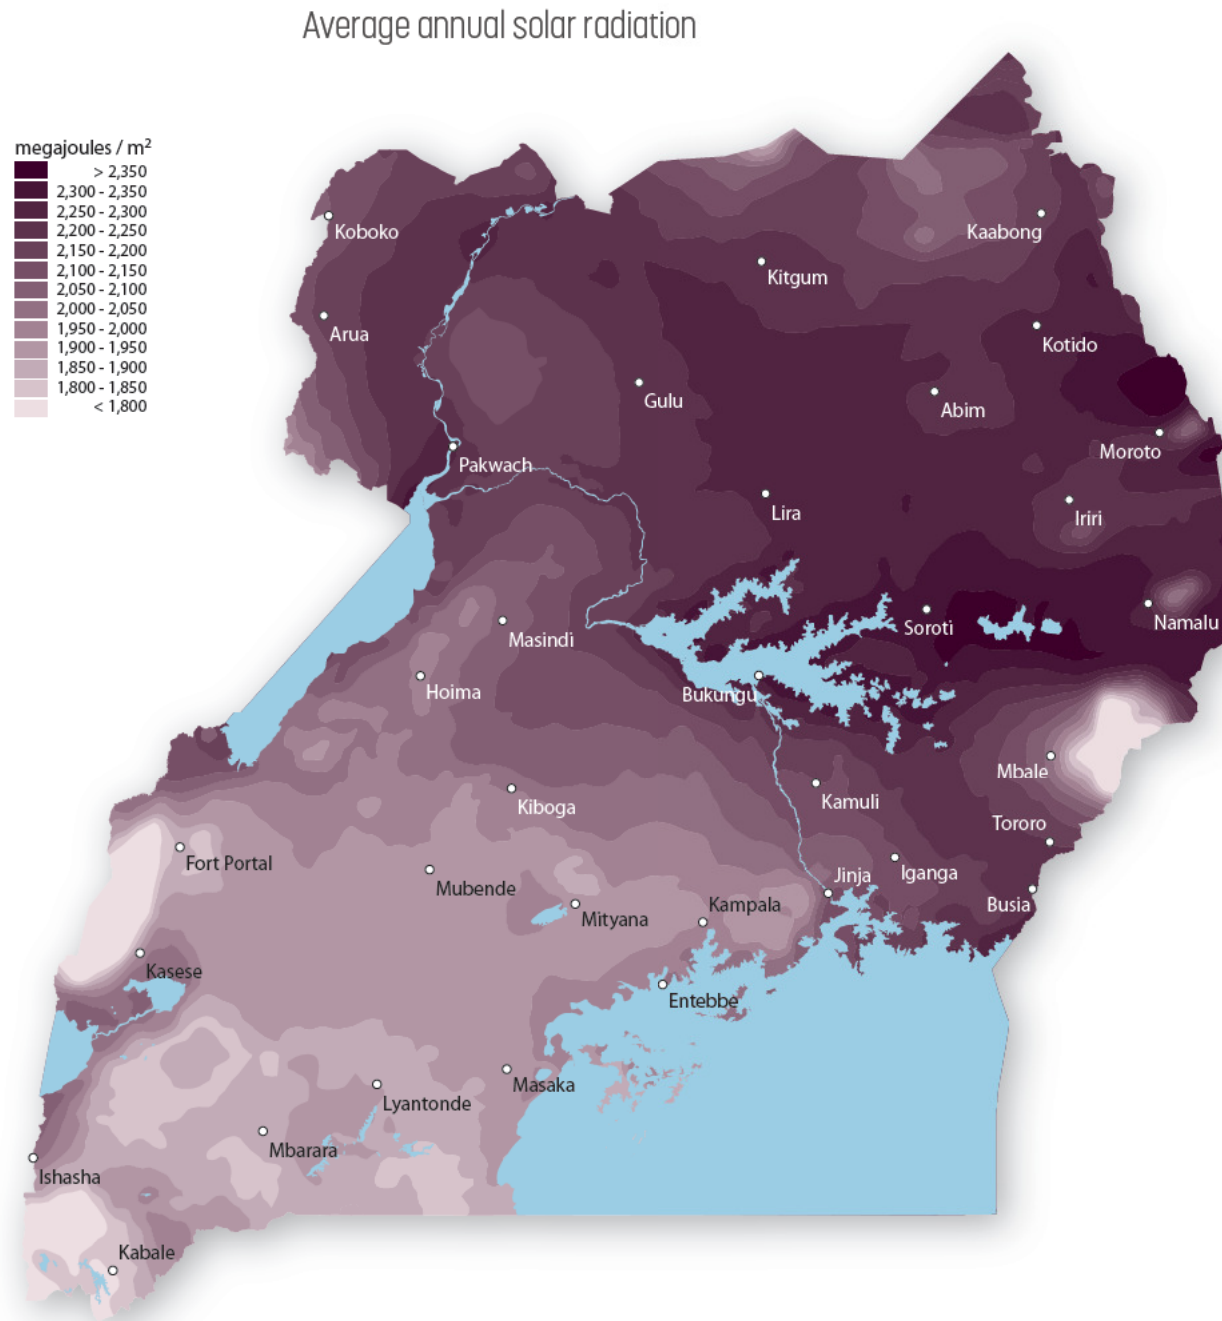 Average annual solar radiation
megajoules / m²
> 2,350
2,300 - 2,350
2,250 - 2,300
2,200 - 2,250
2,150 - 2,200
2,100 - 2,150
2,050 - 2,100
2,000 - 2,050
1,950 - 2,000
1,900 - 1,950
1,850 - 1,900
1,800 - 1,850
< 1,800
Koboko
Kaabong
Kitgum
Arua
Kotido
Gulu
Abim
Moroto
Pakwach
Lira
Iriri
Masindi
Soroti
Namalu
Hoima
Bukungu
Mbale
Kiboga
Kamuli
Tororo
Fort Portal
Mubende
Jinja
Iganga
Busia
Mityana
Kampala
Kasese
Entebbe
Masaka
Lyantonde
Mbarara
Ishasha
Kabale